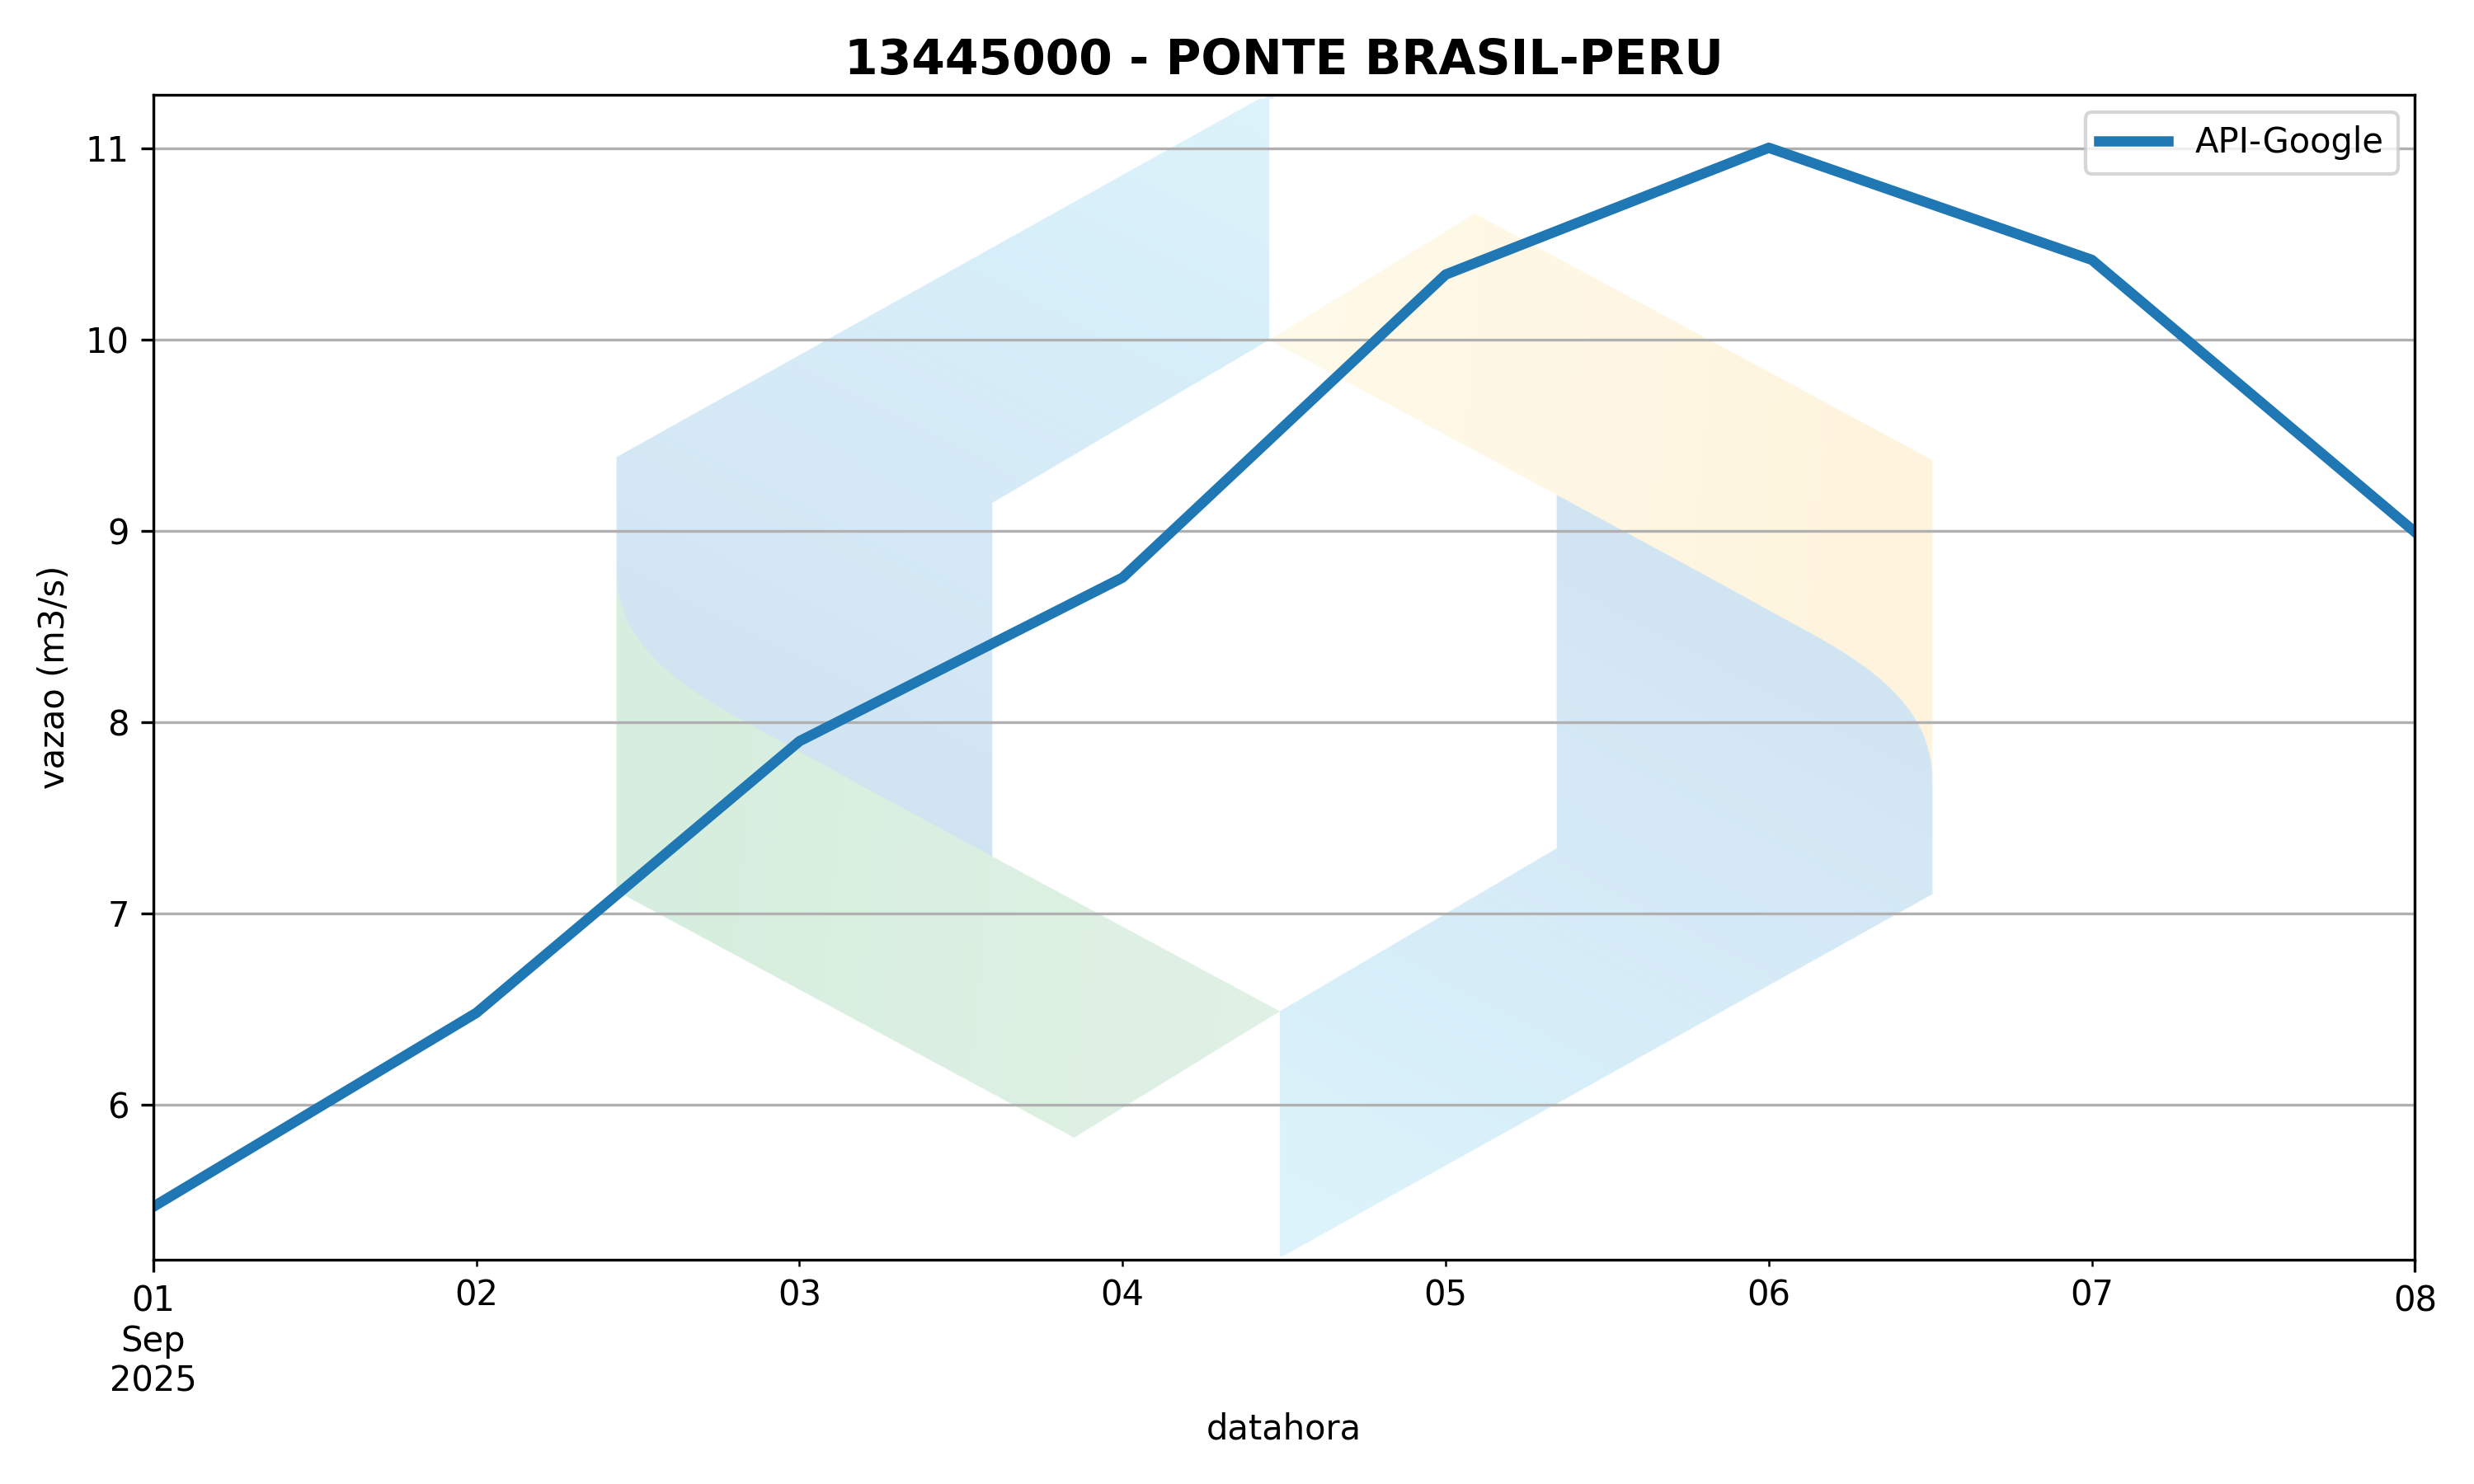 13445000 - PONTE BRASIL-PERU
API-Google
11
10
9
8
7
6
vazao (m3/s)
01 02 03 04 05 06 07 08
Sep
2025
datahora